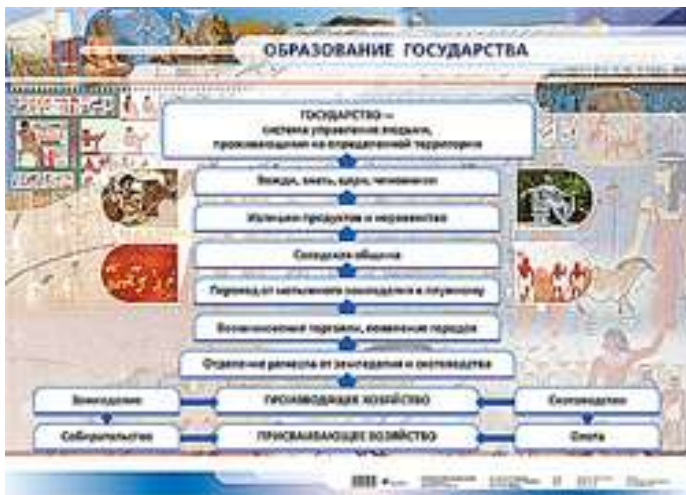 ОБРАЗОВАНИЕ ГОСУДАРСТВА
ГОСУДАРСТВО —
система управления людьми,
проживающими на определенной территории
Вожди, знать, цари, чиновники
Излишки продуктов и неравенство
Соседская община
Переход от мотыжного земледелия к плужному
Возникновение торговли, появление городов
Отделение ремесла от земледелия и скотоводства
Земледелие
ПРОИЗВОДЯЩЕЕ ХОЗЯЙСТВО
Скотоводство
Собирательство
ПРИСВАИВАЮЩЕЕ ХОЗЯЙСТВО
Охота